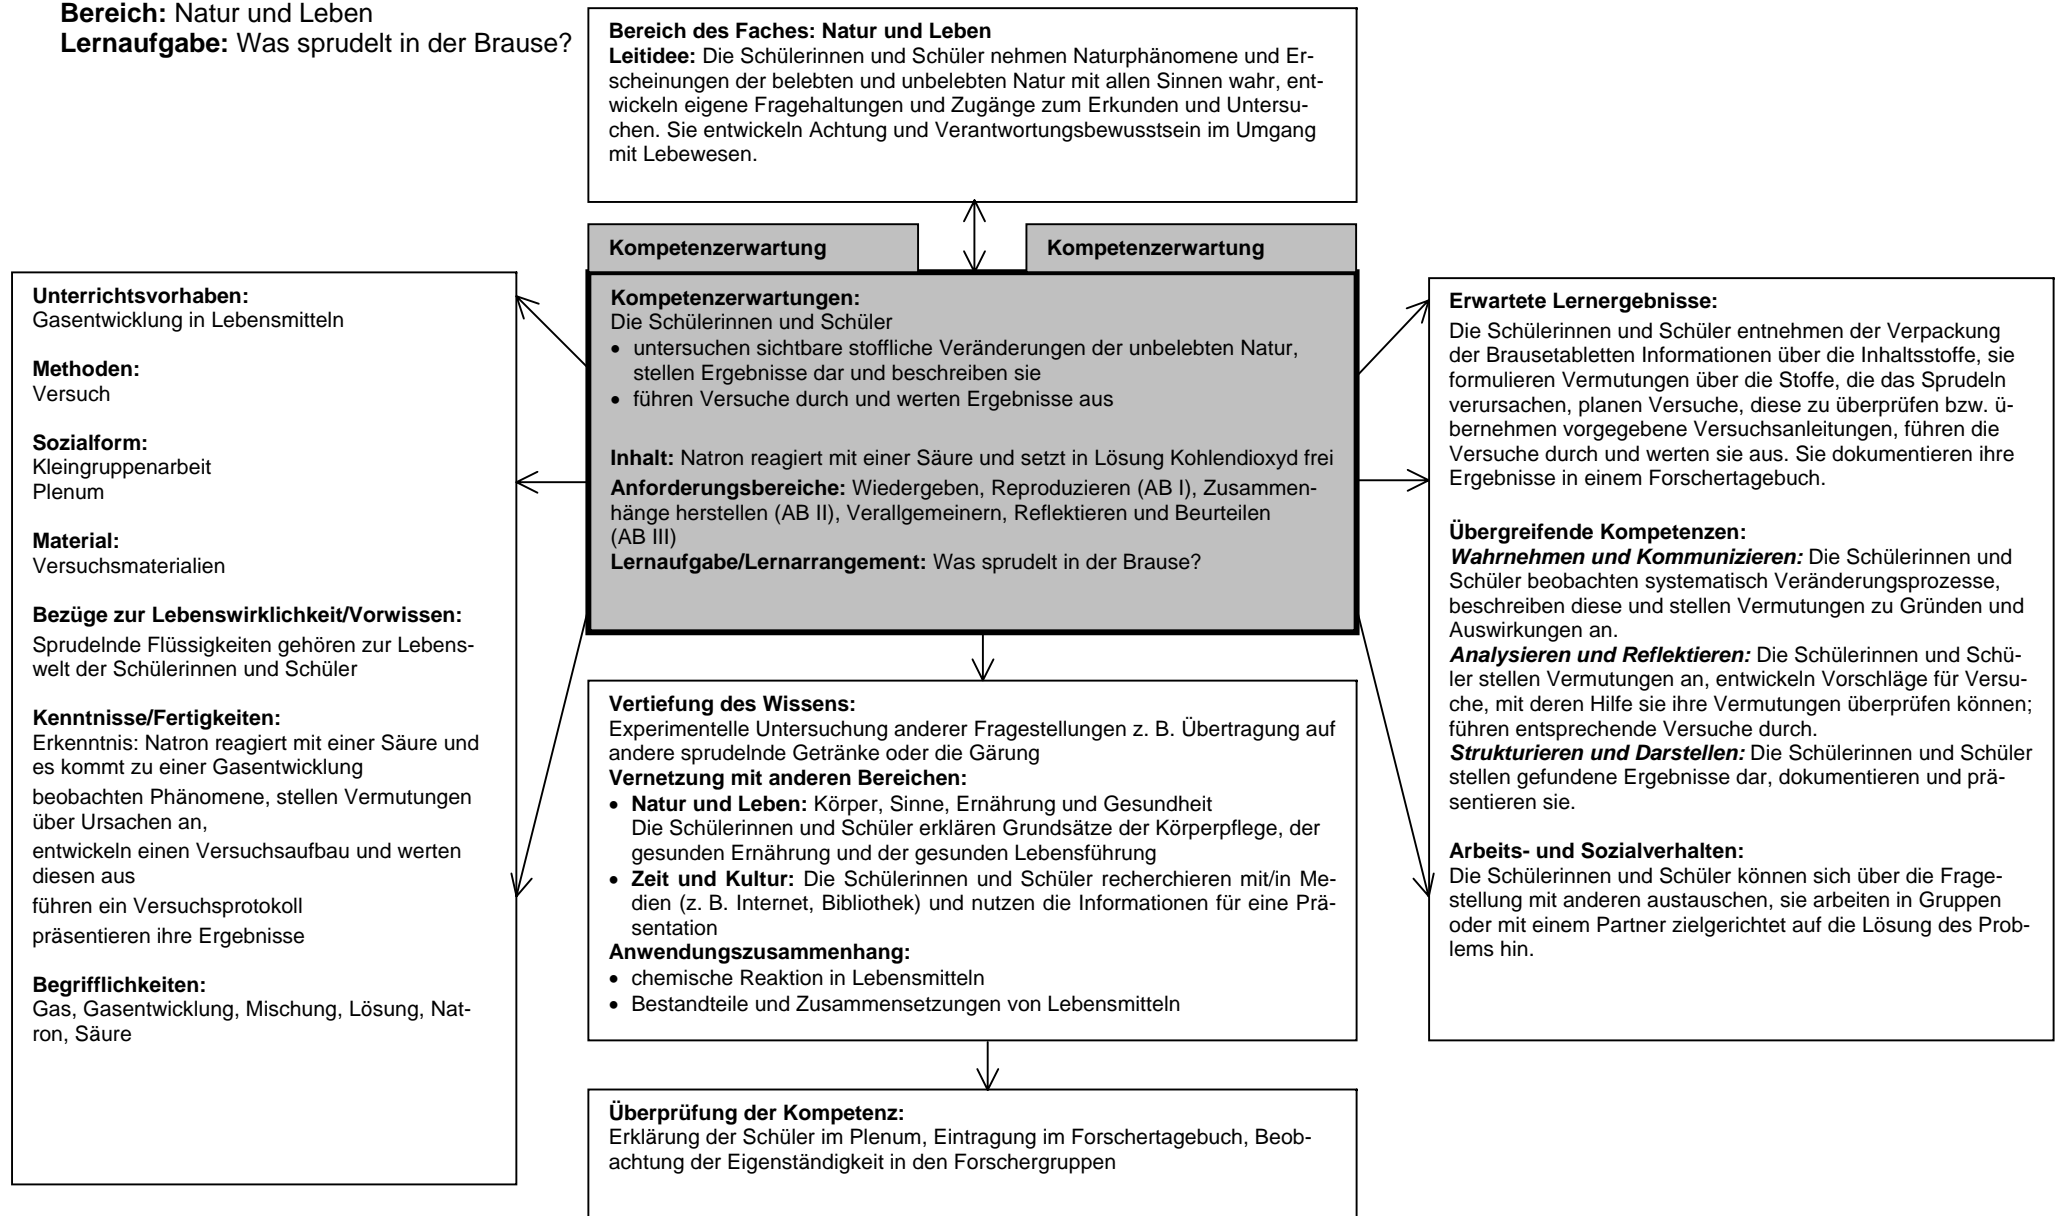 Bereich: Natur und Leben
Lernaufgabe: Was sprudelt in der Brause?
Bereich des Faches: Natur und Leben
Leitidee: Die Schülerinnen und Schüler nehmen Naturphänomene und Er-
scheinungen der belebten und unbelebten Natur mit allen Sinnen wahr, ent-
wickeln eigene Fragehaltungen und Zugänge zum Erkunden und Untersu-
chen. Sie entwickeln Achtung und Verantwortungsbewusstsein im Umgang
mit Lebewesen.
Kompetenzerwartung
Kompetenzerwartung
Unterrichtsvorhaben:
Gasentwicklung in Lebensmitteln
Methoden:
Versuch
Sozialform:
Kleingruppenarbeit
Plenum
Material:
Versuchsmaterialien
Bezüge zur Lebenswirklichkeit/Vorwissen:
Sprudelnde Flüssigkeiten gehören zur Lebens-
welt der Schülerinnen und Schüler
Kenntnisse/Fertigkeiten:
Erkenntnis: Natron reagiert mit einer Säure und
es kommt zu einer Gasentwicklung
beobachten Phänomene, stellen Vermutungen
über Ursachen an,
entwickeln einen Versuchsaufbau und werten
diesen aus
führen ein Versuchsprotokoll
präsentieren ihre Ergebnisse
Begrifflichkeiten:
Gas, Gasentwicklung, Mischung, Lösung, Nat-
ron, Säure
Kompetenzerwartungen:
Die Schülerinnen und Schüler
• untersuchen sichtbare stoffliche Veränderungen der unbelebten Natur,
stellen Ergebnisse dar und beschreiben sie
• führen Versuche durch und werten Ergebnisse aus
Inhalt: Natron reagiert mit einer Säure und setzt in Lösung Kohlendioxyd frei
Anforderungsbereiche: Wiedergeben, Reproduzieren (AB I), Zusammen-
hänge herstellen (AB II), Verallgemeinern, Reflektieren und Beurteilen
(AB III)
Lernaufgabe/Lernarrangement: Was sprudelt in der Brause?
Vertiefung des Wissens:
Experimentelle Untersuchung anderer Fragestellungen z. B. Übertragung auf
andere sprudelnde Getränke oder die Gärung
Vernetzung mit anderen Bereichen:
• Natur und Leben: Körper, Sinne, Ernährung und Gesundheit
Die Schülerinnen und Schüler erklären Grundsätze der Körperpflege, der
gesunden Ernährung und der gesunden Lebensführung
• Zeit und Kultur: Die Schülerinnen und Schüler recherchieren mit/in Me-
dien (z. B. Internet, Bibliothek) und nutzen die Informationen für eine Prä-
sentation
Anwendungszusammenhang:
• chemische Reaktion in Lebensmitteln
• Bestandteile und Zusammensetzungen von Lebensmitteln
Überprüfung der Kompetenz:
Erklärung der Schüler im Plenum, Eintragung im Forschertagebuch, Beob-
achtung der Eigenständigkeit in den Forschergruppen
Erwartete Lernergebnisse:
Die Schülerinnen und Schüler entnehmen der Verpackung
der Brausetabletten Informationen über die Inhaltsstoffe, sie
formulieren Vermutungen über die Stoffe, die das Sprudeln
verursachen, planen Versuche, diese zu überprüfen bzw. ü-
bernehmen vorgegebene Versuchsanleitungen, führen die
Versuche durch und werten sie aus. Sie dokumentieren ihre
Ergebnisse in einem Forschertagebuch.
Übergreifende Kompetenzen:
Wahrnehmen und Kommunizieren: Die Schülerinnen und
Schüler beobachten systematisch Veränderungsprozesse,
beschreiben diese und stellen Vermutungen zu Gründen und
Auswirkungen an.
Analysieren und Reflektieren: Die Schülerinnen und Schü-
ler stellen Vermutungen an, entwickeln Vorschläge für Versu-
che, mit deren Hilfe sie ihre Vermutungen überprüfen können;
führen entsprechende Versuche durch.
Strukturieren und Darstellen: Die Schülerinnen und Schüler
stellen gefundene Ergebnisse dar, dokumentieren und prä-
sentieren sie.
Arbeits- und Sozialverhalten:
Die Schülerinnen und Schüler können sich über die Frage-
stellung mit anderen austauschen, sie arbeiten in Gruppen
oder mit einem Partner zielgerichtet auf die Lösung des Prob-
lems hin.